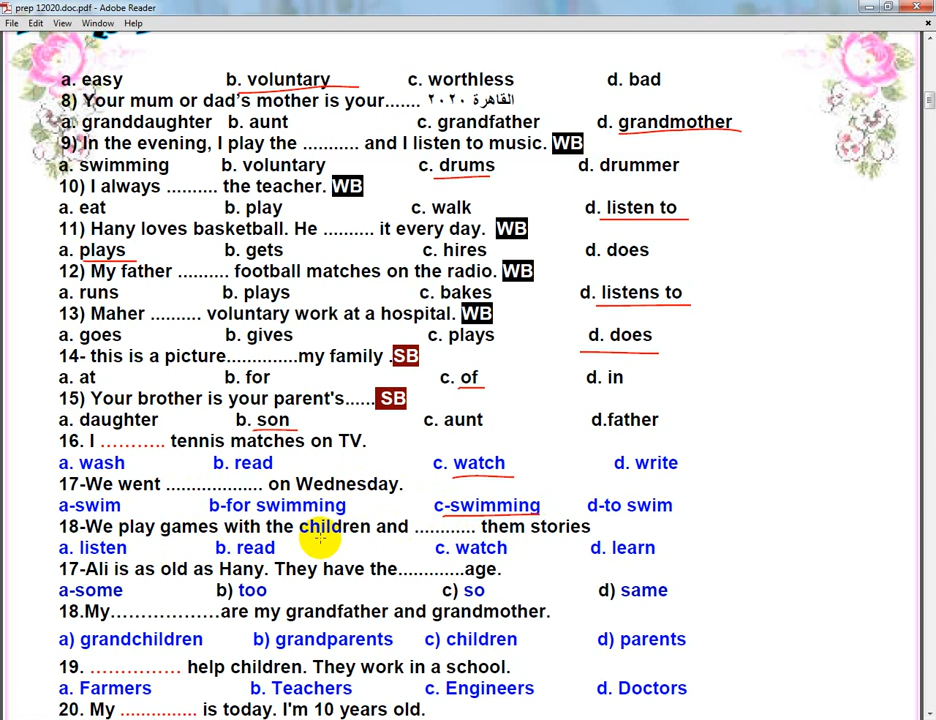 prep 12020.doc.pdf - Adobe Reader
File Edit View Window Help
a. easy b. voluntary c. worthless d. bad
8) Your mum or dad's mother is your....... القاهرة ٢٠٢٠
a. granddaughter b. aunt c. grandfather d. grandmother
9) In the evening, I play the ........... and I listen to music. WB
a. swimming b. voluntary c. drums d. drummer
10) I always .......... the teacher. WB
a. eat b. play c. walk d. listen to
11) Hany loves basketball. He .......... it every day. WB
a. plays b. gets c. hires d. does
12) My father .......... football matches on the radio. WB
a. runs b. plays c. bakes d. listens to
13) Maher .......... voluntary work at a hospital. WB
a. goes b. gives c. plays d. does
14- this is a picture..............my family .SB
a. at b. for c. of d. in
15) Your brother is your parent's...... SB
a. daughter b. son c. aunt d.father
16. I ……….. tennis matches on TV.
a. wash b. read c. watch d. write
17-We went .................. on Wednesday.
a-swim b-for swimming c-swimming d-to swim
18-We play games with the children and ............ them stories
a. listen b. read c. watch d. learn
17-Ali is as old as Hany. They have the.............age.
a-some b) too c) so d) same
18.My………………are my grandfather and grandmother.
a) grandchildren b) grandparents c) children d) parents
19. …………… help children. They work in a school.
a. Farmers b. Teachers c. Engineers d. Doctors
20. My ………….. is today. I'm 10 years old.